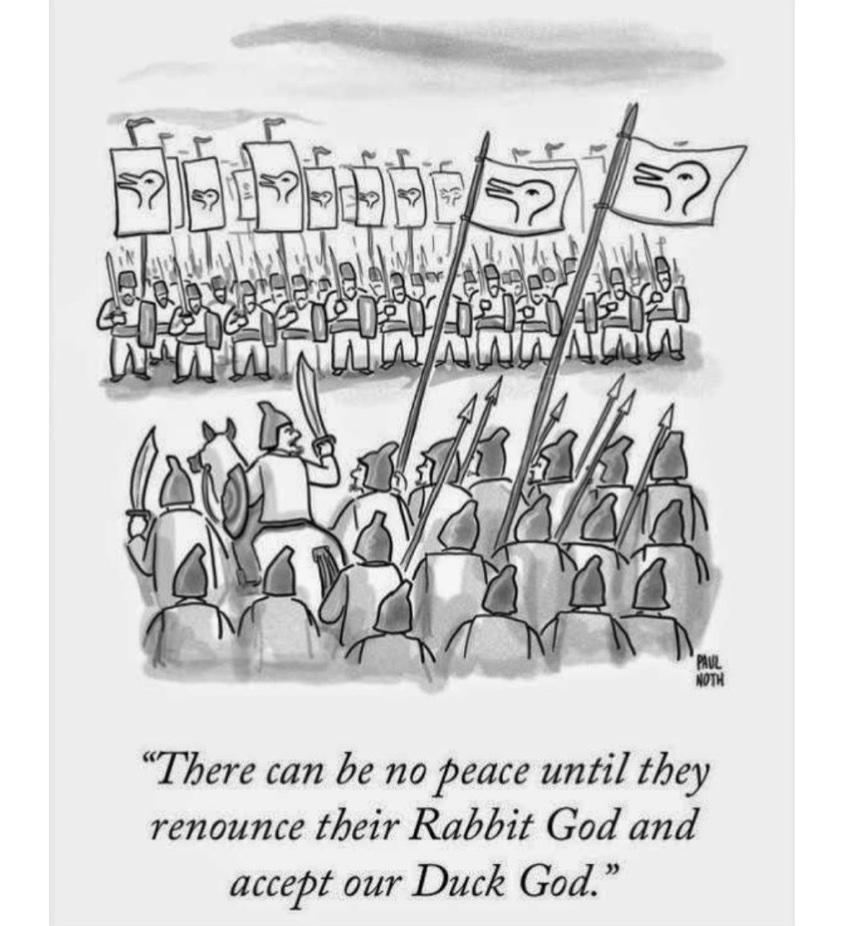 PAUL
NOTH
“There can be no peace until they
renounce their Rabbit God and
accept our Duck God.”